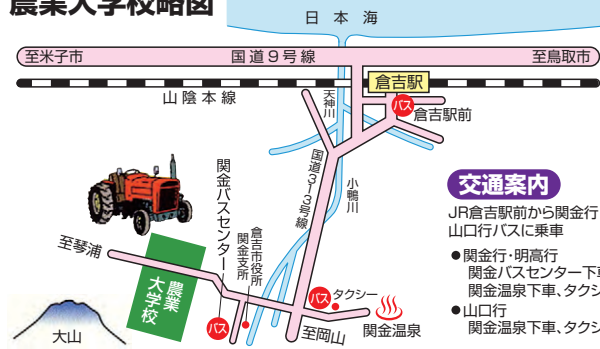 農業大学校略図
日本海
至米子市
国道9号線
至鳥取市
山陰本線
天神川
倉吉駅
バス
倉吉駅前
国道313号線
小鴨川
関金バスセンター
倉吉市役所
関金支所
至琴浦
農業
大学校
バス
バス
タクシー
至岡山
関金温泉
大山
交通案内
JR倉吉駅前から関金行
山口行バスに乗車
●関金行・明高行
関金バスセンター下車
関金温泉下車、タクシ
●山口行
関金温泉下車、タクシ